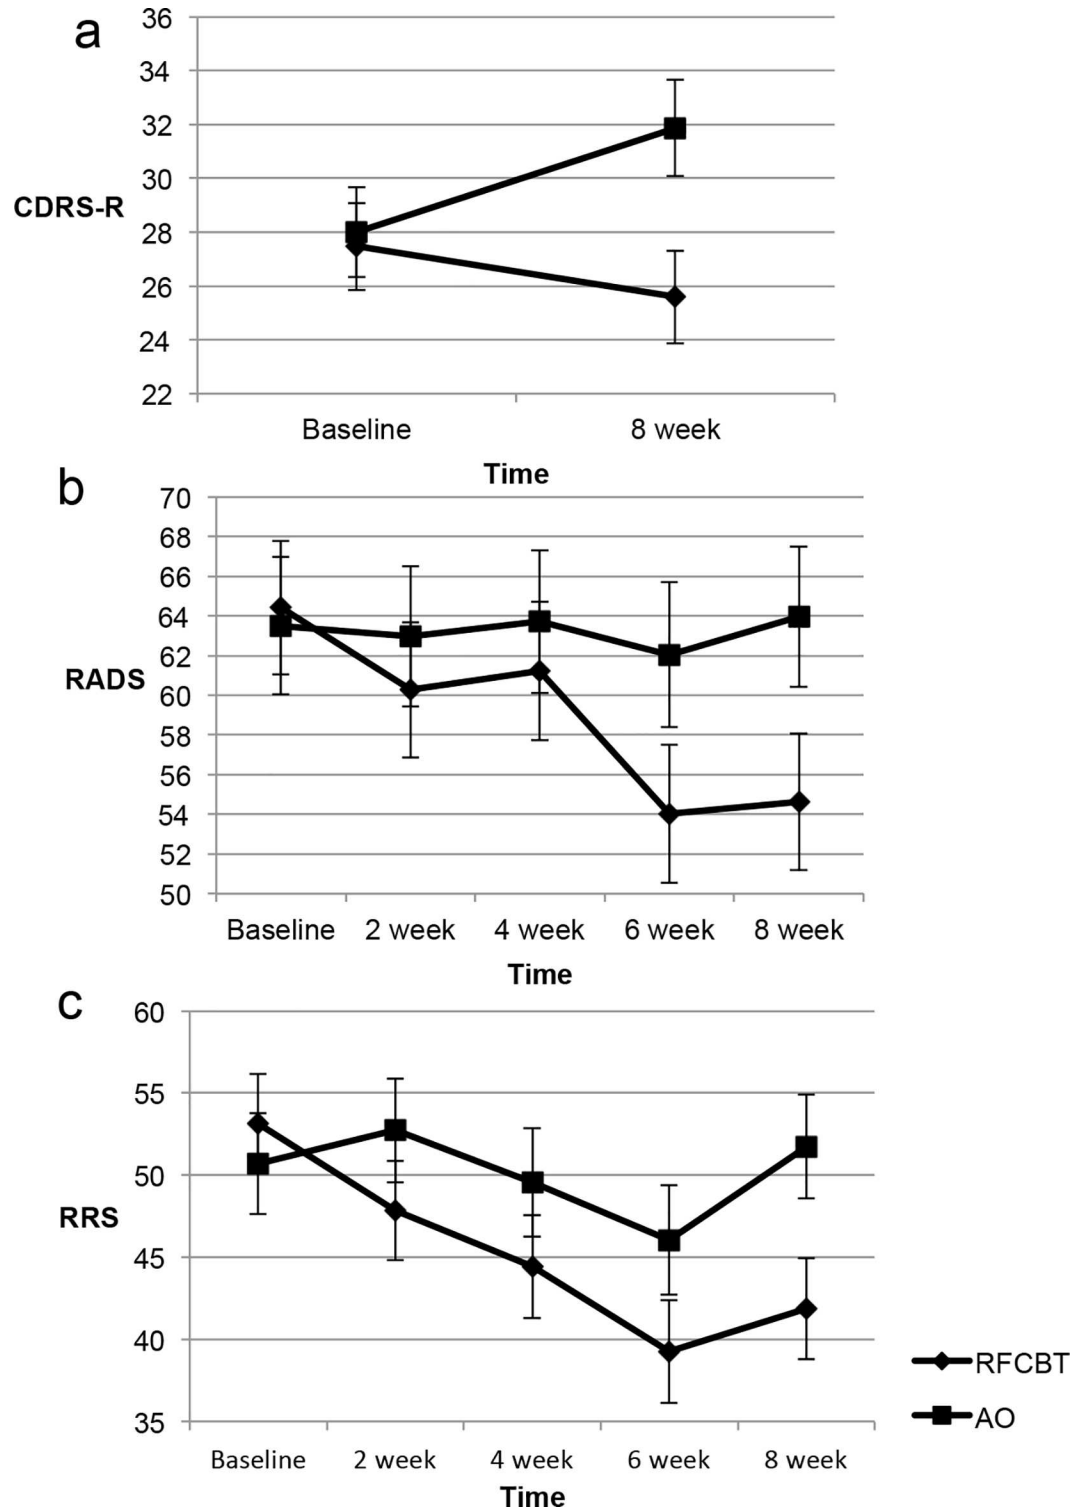 a
36
34
32
30
28
26
24
22
CDRS-R
Baseline 8 week
Time
b
70
68
66
64
62
60
58
56
54
52
50
RADS
Baseline 2 week 4 week 6 week 8 week
Time
c
60
55
50
45
40
35
RRS
Baseline 2 week 4 week 6 week 8 week
Time
RFCBT
AO